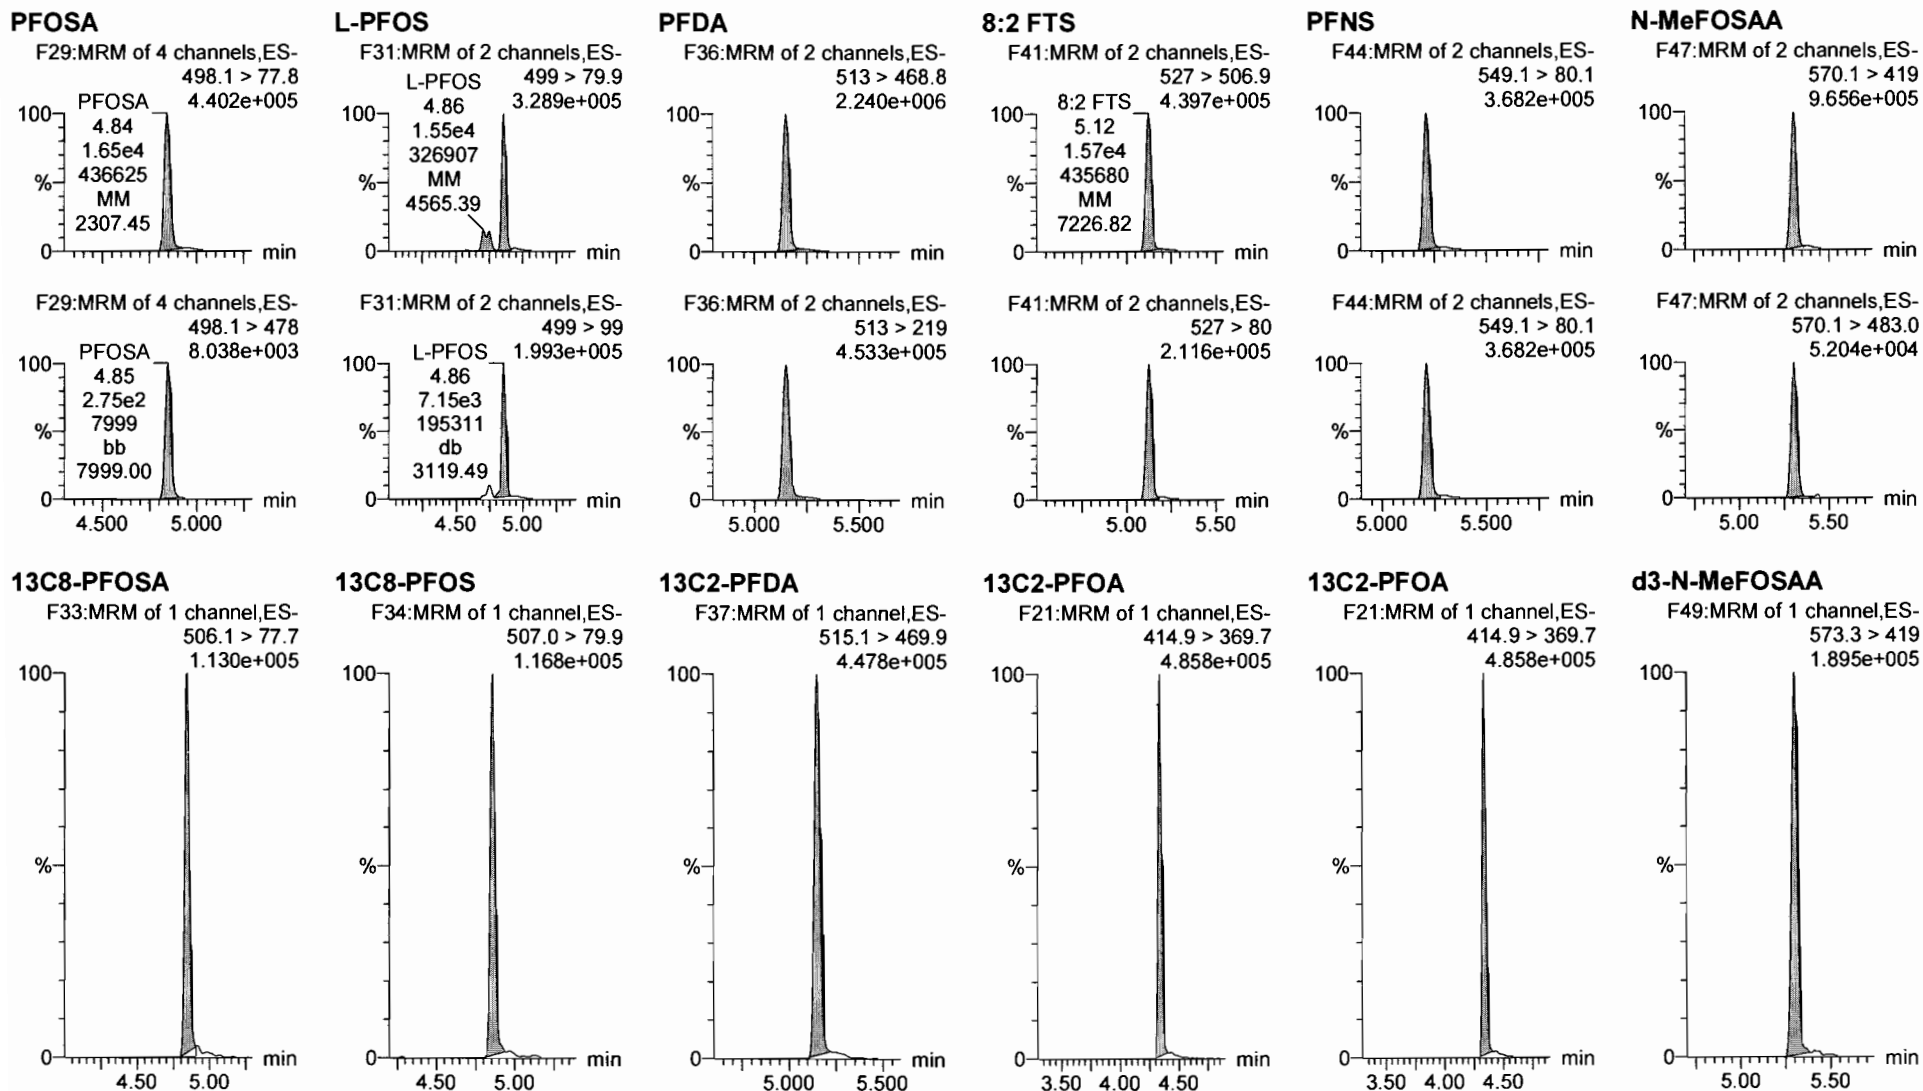 PFOSA
F29:MRM of 4 channels,ES-
498.1 > 77.8
4.402e+005
PFOSA
4.84
1.65e4
436625
MM
2307.45
100
%
0
min
F29:MRM of 4 channels,ES-
498.1 > 478
8.038e+003
PFOSA
4.85
2.75e2
7999
bb
7999.00
100
%
0
min
4.500 5.000
L-PFOS
F31:MRM of 2 channels,ES-
499 > 79.9
3.289e+005
L-PFOS
4.86
1.55e4
326907
MM
4565.39
100
%
0
min
F31:MRM of 2 channels,ES-
499 > 99
1.993e+005
L-PFOS
4.86
7.15e3
195311
db
3119.49
100
%
0
min
4.50 5.00
PFDA
F36:MRM of 2 channels,ES-
513 > 468.8
2.240e+006
100
%
0
min
F36:MRM of 2 channels,ES-
513 > 219
4.533e+005
100
%
0
min
5.000 5.500
8:2 FTS
F41:MRM of 2 channels,ES-
527 > 506.9
4.397e+005
8:2 FTS
5.12
1.57e4
435680
MM
7226.82
100
%
0
min
F41:MRM of 2 channels,ES-
527 > 80
2.116e+005
100
%
0
min
5.00 5.50
PFNS
F44:MRM of 2 channels,ES-
549.1 > 80.1
3.682e+005
100
%
0
min
F44:MRM of 2 channels,ES-
549.1 > 80.1
3.682e+005
100
%
0
min
5.000 5.500
N-MeFOSAA
F47:MRM of 2 channels,ES-
570.1 > 419
9.656e+005
100
%
0
min
F47:MRM of 2 channels,ES-
570.1 > 483.0
5.204e+004
100
%
0
min
5.00 5.50
13C8-PFOSA
F33:MRM of 1 channel,ES-
506.1 > 77.7
1.130e+005
100
%
0
min
4.50 5.00
13C8-PFOS
F34:MRM of 1 channel,ES-
507.0 > 79.9
1.168e+005
100
%
0
min
4.50 5.00
13C2-PFDA
F37:MRM of 1 channel,ES-
515.1 > 469.9
4.478e+005
100
%
0
min
5.000 5.500
13C2-PFOA
F21:MRM of 1 channel,ES-
414.9 > 369.7
4.858e+005
100
%
0
min
3.50 4.00 4.50
13C2-PFOA
F21:MRM of 1 channel,ES-
414.9 > 369.7
4.858e+005
100
%
0
min
3.50 4.00 4.50
d3-N-MeFOSAA
F49:MRM of 1 channel,ES-
573.3 > 419
1.895e+005
100
%
0
min
5.00 5.50